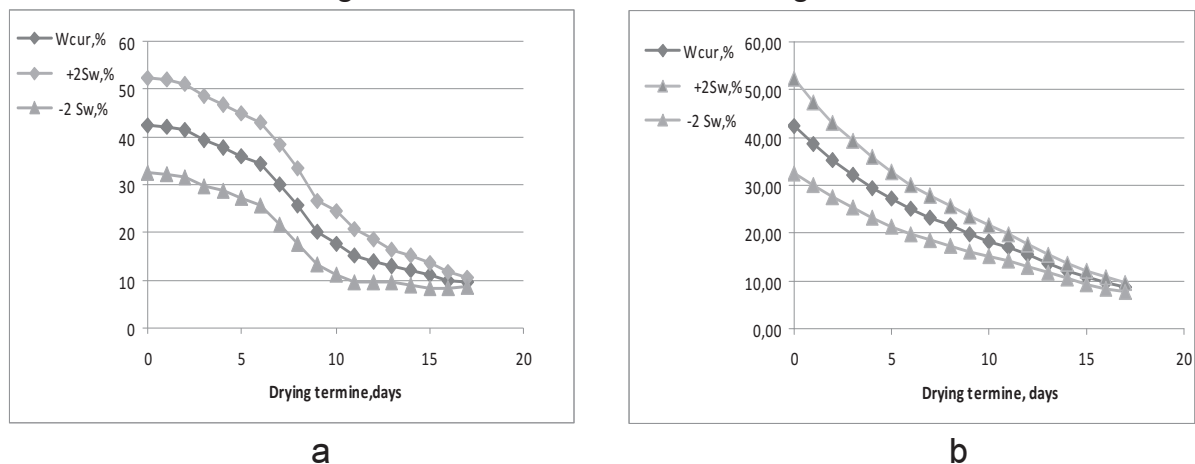 Wcur,%
+2Sw,%
-2 Sw,%
60
50
40
30
20
10
0
0 5 10 15 20
Drying termine,days
a
Wcur,%
+2Sw,%
-2 Sw,%
60,00
50,00
40,00
30,00
20,00
10,00
0,00
0 5 10 15 20
Drying termine, days
b